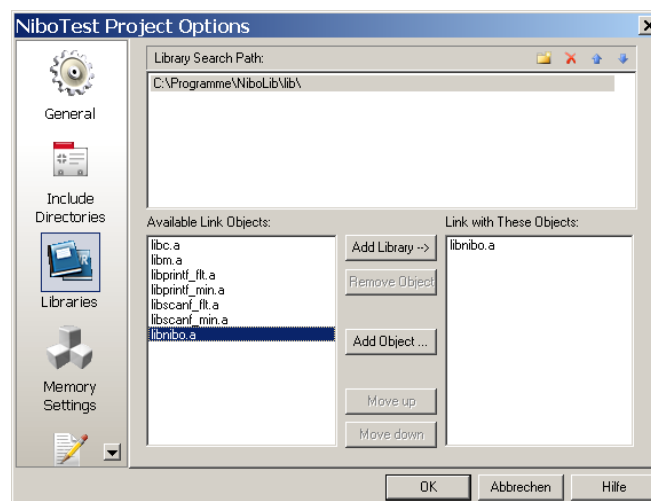 NiboTest Project Options
General
Include
Directories
Libraries
Memory
Settings
Library Search Path:
C:\Programme\NiboLib\lib\
Available Link Objects:
libc.a
libm.a
libprintf_flt.a
libprintf_min.a
libscanf_flt.a
libscanf_min.a
libnibo.a
Add Library -->
Remove Object
Add Object ...
Move up
Move down
Link with These Objects:
libnibo.a
OK
Abbrechen
Hilfe